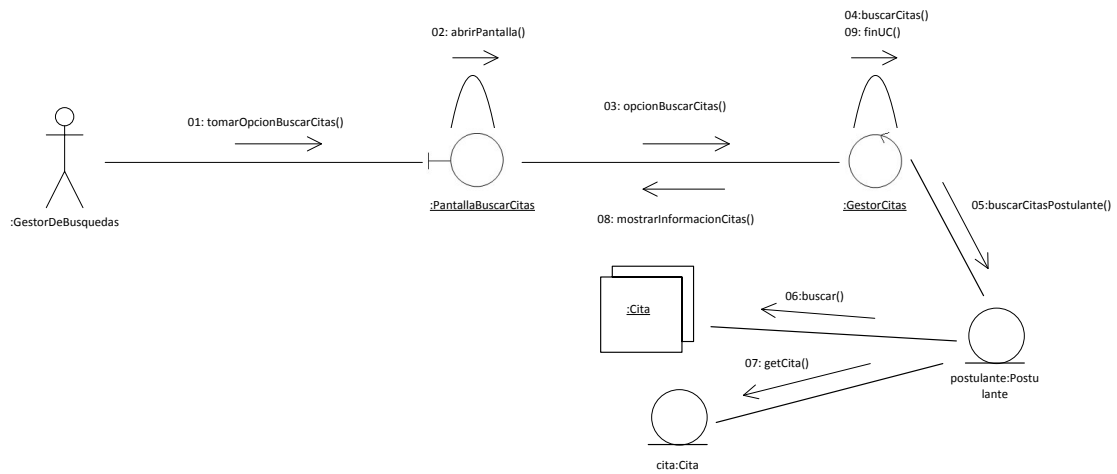 04:buscarCitas()
02: abrirPantalla()
09: finUC()
01: tomarOpcionBuscarCitas()
03: opcionBuscarCitas()
:GestorDeBusquedas
:PantallaBuscarCitas
:GestorCitas
05:buscarCitasPostulante()
08: mostrarInformacionCitas()
:Cita
06:buscar()
07: getCita()
postulante:Postu
lante
cita:Cita